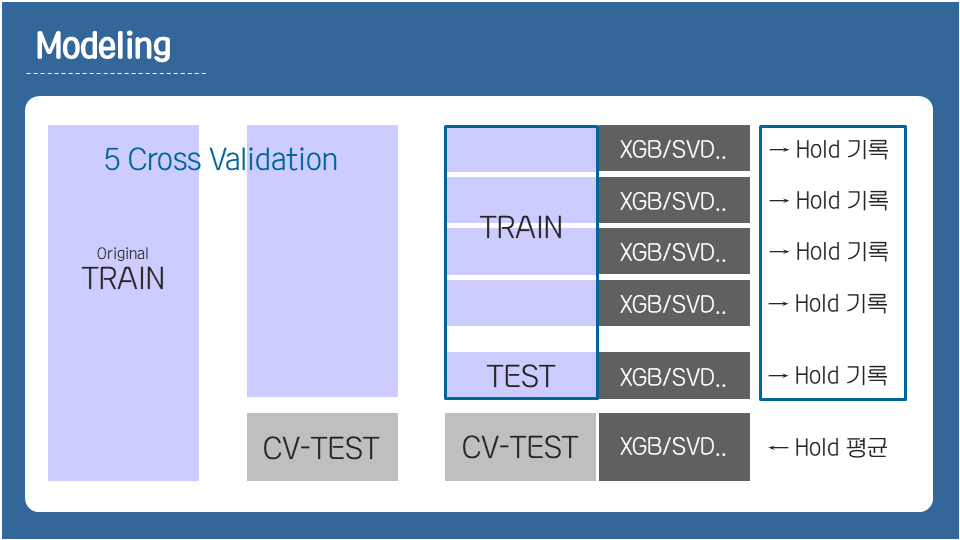 Modeling
5 Cross Validation
Original
TRAIN
CV-TEST
TRAIN
TEST
CV-TEST
XGB/SVD..
→ Hold 기록
XGB/SVD..
→ Hold 기록
XGB/SVD..
→ Hold 기록
XGB/SVD..
→ Hold 기록
XGB/SVD..
→ Hold 기록
XGB/SVD..
← Hold 평균